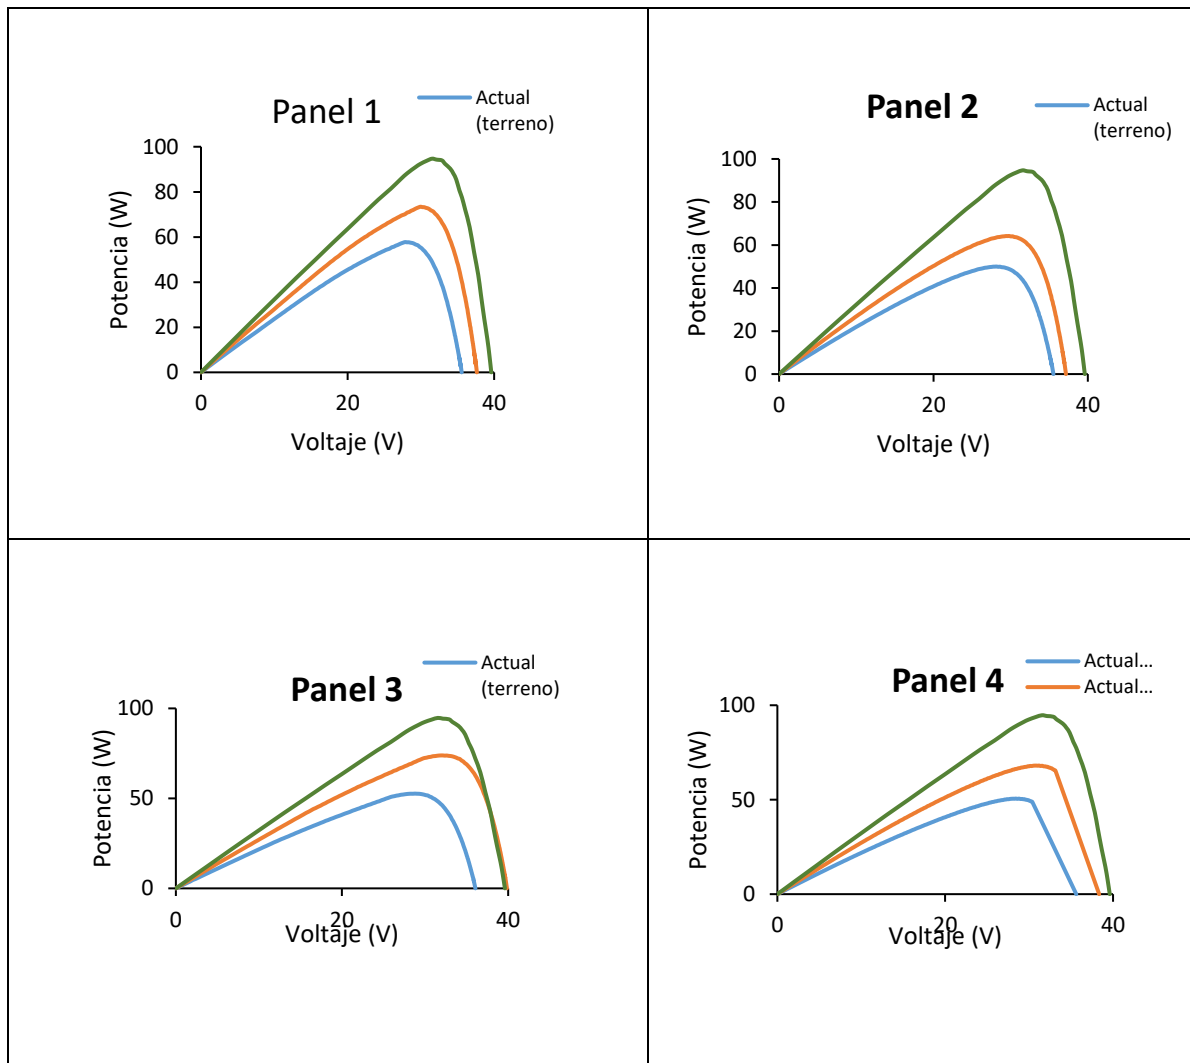 Panel 1
Actual
(terreno)
100
80
60
40
20
0
0 20 40
Potencia (W)
Voltaje (V)
Panel 2
Actual
(terreno)
100
80
60
40
20
0
0 20 40
Potencia (W)
Voltaje (V)
Panel 3
Actual
(terreno)
100
50
0
0 20 40
Potencia (W)
Voltaje (V)
Panel 4
Actual...
Actual...
100
50
0
0 20 40
Potencia (W)
Voltaje (V)